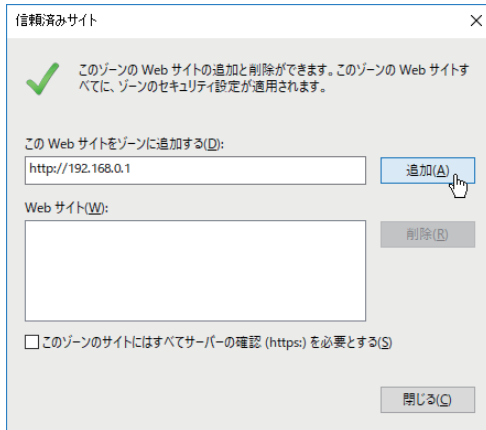 信頼済みサイト
このゾーンの Web サイトの追加と削除ができます。このゾーンの Web サイトす
べてに、ゾーンのセキュリティ設定が適用されます。
この Web サイトをゾーンに追加する(D):
http://192.168.0.1
追加(A)
Web サイト(W):
削除(R)
このゾーンのサイトにはすべてサーバーの確認 (https:) を必要とする(S)
閉じる(C)